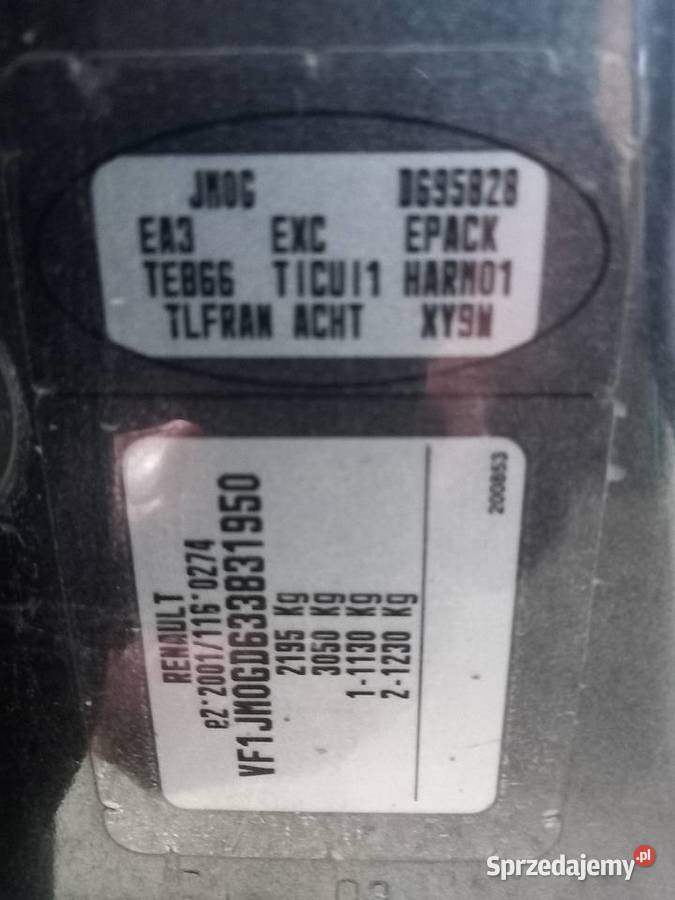 JM0G D695828
EA3 EXC EPACK
TEB66 TICUI1 HARM01
TLFRAN ACHT XY9W
RENAULT
e2*2001/116*0274
VF1JM0GD633831950
2195 Kg
3050 Kg
1-1130 Kg
2-1230 Kg
200853
Sprzedajemy.pl